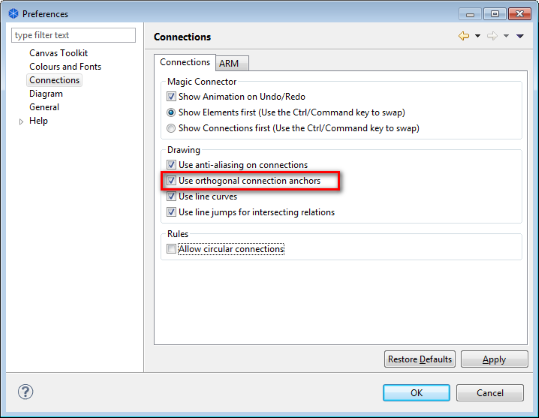 Preferences
type filter text
Canvas Toolkit
Colours and Fonts
Connections
Diagram
General
Help
Connections
Connections
ARM
Magic Connector
Show Animation on Undo/Redo
Show Elements first (Use the Ctrl/Command key to swap)
Show Connections first (Use the Ctrl/Command key to swap)
Drawing
Use anti-aliasing on connections
Use orthogonal connection anchors
Use line curves
Use line jumps for intersecting relations
Rules
Allow circular connections
Restore Defaults
Apply
?
OK
Cancel